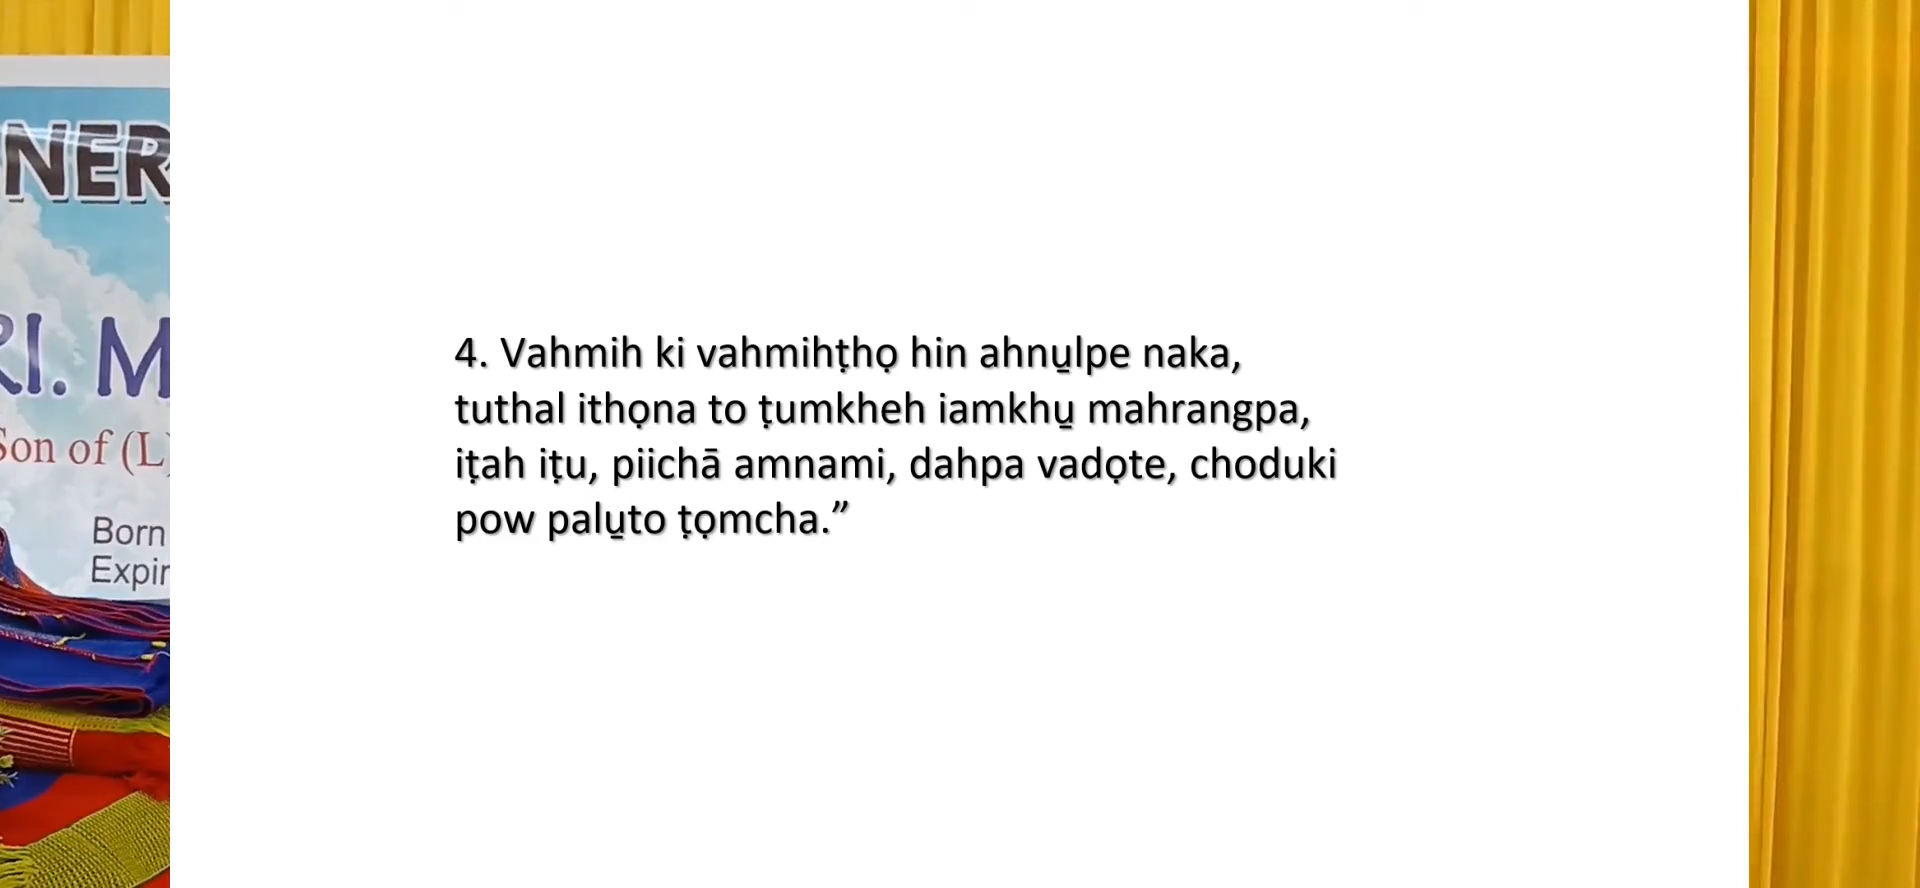 NER
RI. M
Son of (L)
Born
Expir
4. Vahmih ki vahmihṭhọ hin ahnu̱lpe naka,
tuthal ithọna to ṭumkheh iamkhu̱ mahrangpa,
iṭah iṭu, piichā amnami, dahpa vadọte, choduki
pow palu̱to ṭọmcha.”